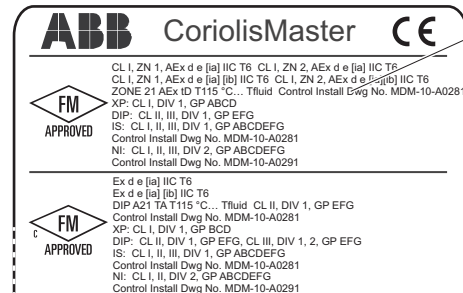 ABB CoriolisMaster CE
CL I, ZN 1, AEx d e [ia] IIC T6 CL I, ZN 2, AEx d e [ia] IIC T6
CL I, ZN 1, AEx d e [ia] [ib] IIC T6 CL I, ZN 2, AEx d e [ia][ib] IIC T6
ZONE 21 AEx tD T115 °C... Tfluid Control Install Dwg No. MDM-10-A0281
XP: CL I, DIV 1, GP ABCD
DIP: CL II, III, DIV 1, GP EFG
IS: CL I, II, III, DIV 1, GP ABCDEFG
Control Install Dwg No. MDM-10-A0281
NI: CL I, II, III, DIV 2, GP ABCDEFG
Control Install Dwg No. MDM-10-A0291
FM
APPROVED
Ex d e [ia] IIC T6
Ex d e [ia] [ib] IIC T6
DIP A21 TA T115 °C... Tfluid CL II, DIV 1, GP EFG
Control Install Dwg No. MDM-10-A0281
XP: CL I, DIV 1, GP BCD
DIP: CL II, DIV 1, GP EFG, CL III, DIV 1, 2, GP EFG
IS: CL I, II, III, DIV 1, GP ABCDEFG
Control Install Dwg No. MDM-10-A0281
NI: CL I, DIV 2, GP ABCDEFG
Control Install Dwg No. MDM-10-A0291
c FM
APPROVED